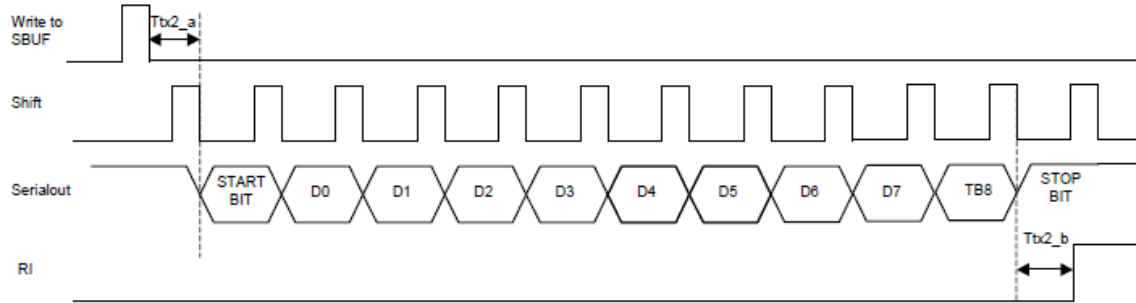 Write to
SBUF
Ttx2_a
Shift
Serialout
START
BIT
D0
D1
D2
D3
D4
D5
D6
D7
TB8
STOP
BIT
Ttx2_b
RI